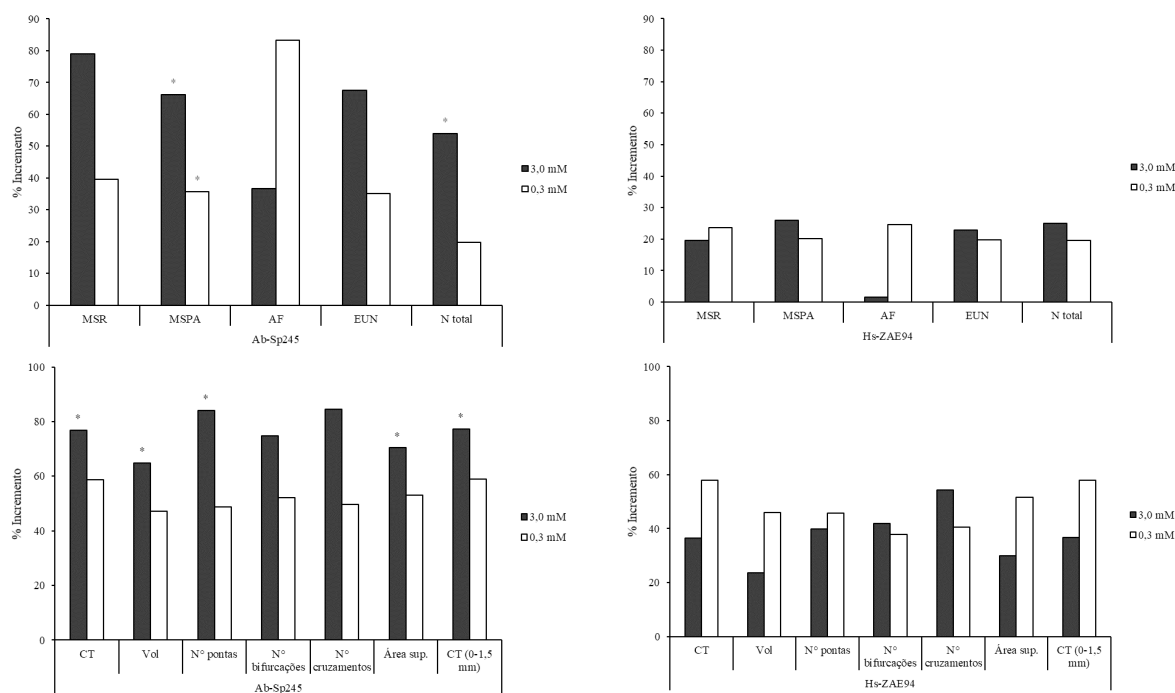 90
80
70
60
50
40
30
20
10
0
% Incremento
*
*
*
MSR MSPA AF EUN N total
Ab-Sp245
3,0 mM
0,3 mM
90
80
70
60
50
40
30
20
10
0
% Incremento
MSR MSPA AF EUN N total
Hs-ZAE94
3,0 mM
0,3 mM
100
80
60
40
20
0
% Incremento
* * * * *
CT Vol N° pontas N° N° Área sup. CT (0-1,5
bifurcações cruzamentos mm)
Ab-Sp245
3,0 mM
0,3 mM
100
80
60
40
20
0
% Incremento
CT Vol N° pontas N° N° Área sup. CT (0-1,5
bifurcações cruzamentos mm)
Hs-ZAE94
3,0 mM
0,3 mM